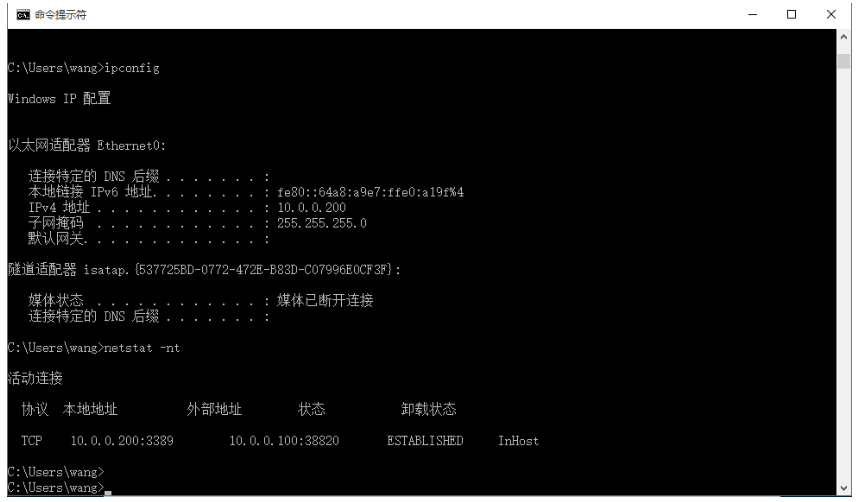 命令提示符
C:\Users\wang>ipconfig
Windows IP 配置
以太网适配器 Ethernet0:
连接特定的 DNS 后缀 . . . . . . . :
本地链接 IPv6 地址. . . . . . . . : fe80::64a8:a9e7:ffe0:a19f%4
IPv4 地址 . . . . . . . . . . . . : 10.0.0.200
子网掩码 . . . . . . . . . . . . : 255.255.255.0
默认网关. . . . . . . . . . . . . :
隧道适配器 isatap.{537725BD-0772-472E-B83D-C07996E0CF3F}:
媒体状态 . . . . . . . . . . . . : 媒体已断开连接
连接特定的 DNS 后缀 . . . . . . . :
C:\Users\wang>netstat -nt
活动连接
协议 本地地址 外部地址 状态 卸载状态
TCP 10.0.0.200:3389 10.0.0.100:38820 ESTABLISHED InHost
C:\Users\wang>
C:\Users\wang>